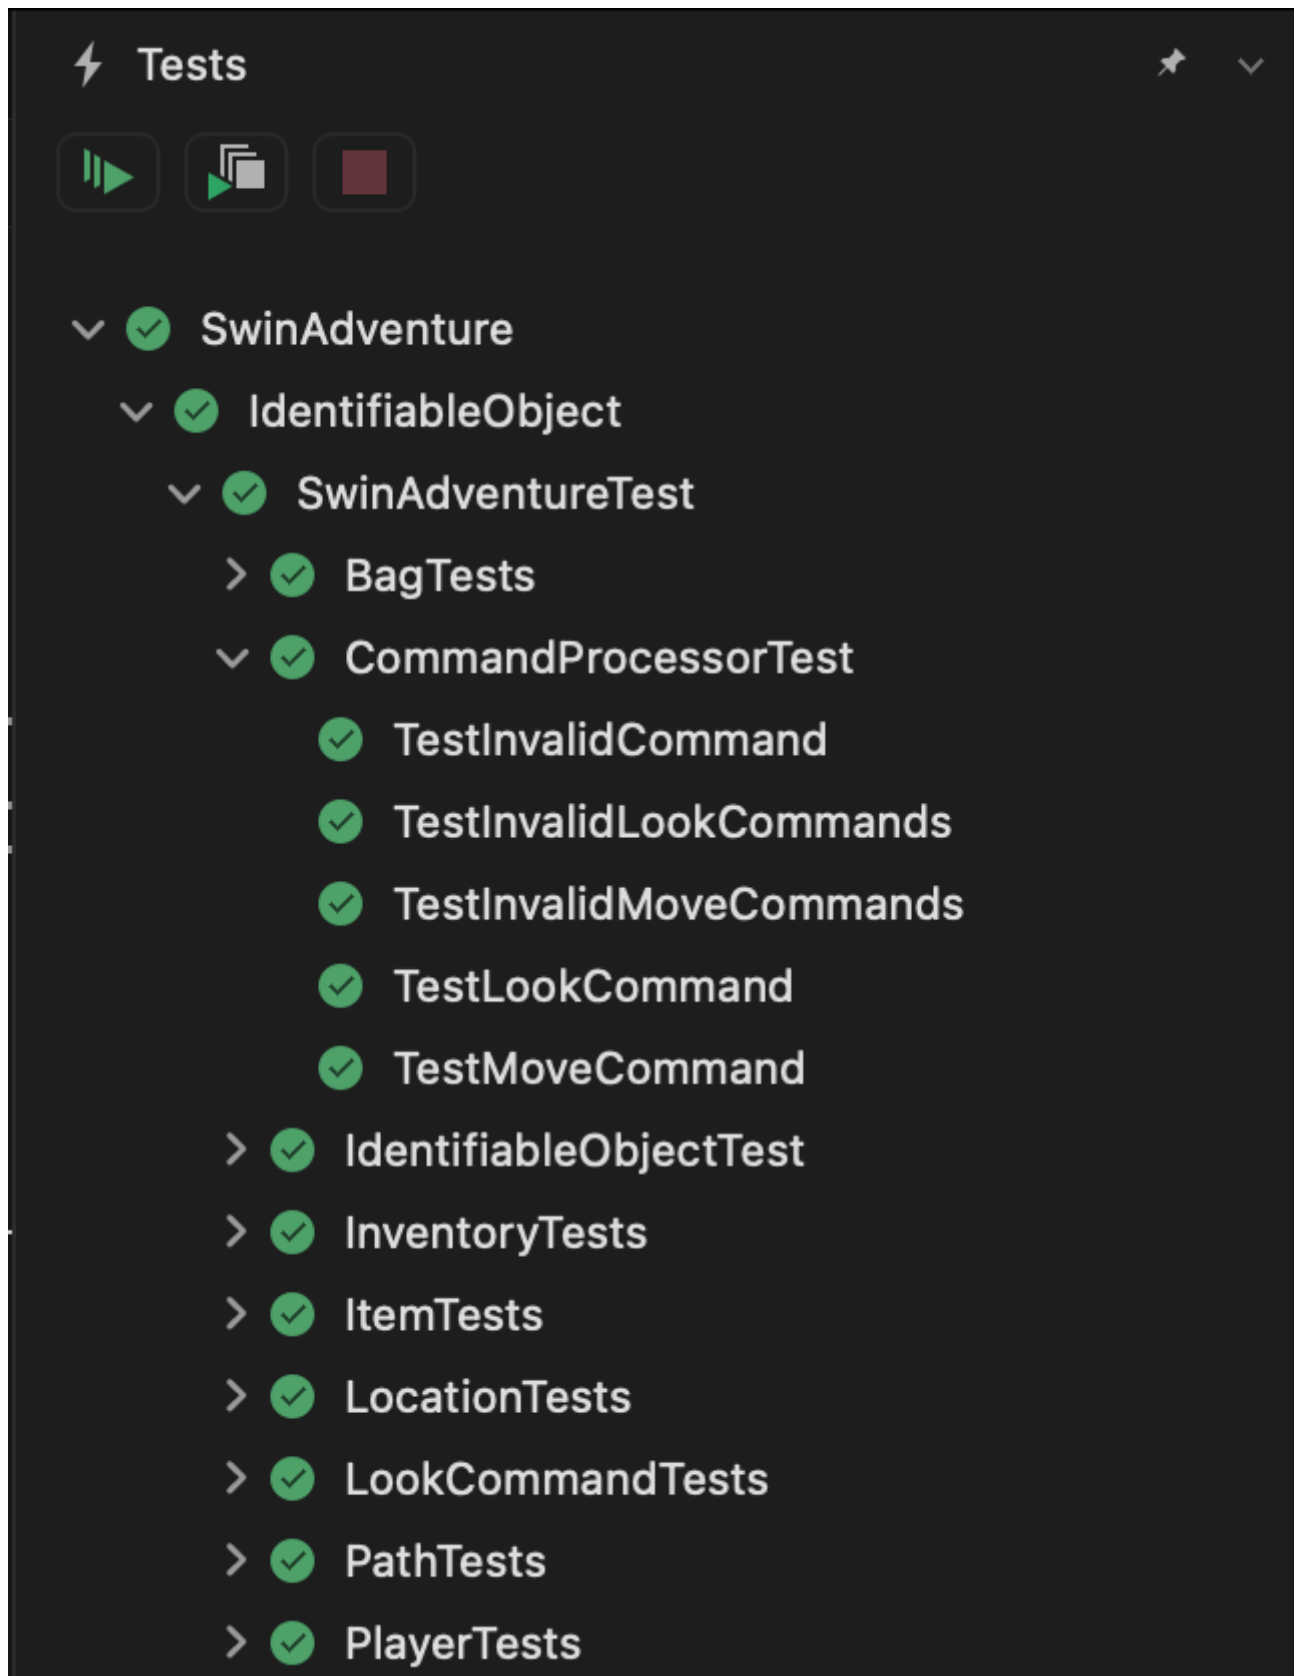 Tests
SwinAdventure
IdentifiableObject
SwinAdventureTest
BagTests
CommandProcessorTest
TestInvalidCommand
TestInvalidLookCommands
TestInvalidMoveCommands
TestLookCommand
TestMoveCommand
IdentifiableObjectTest
InventoryTests
ItemTests
LocationTests
LookCommandTests
PathTests
PlayerTests